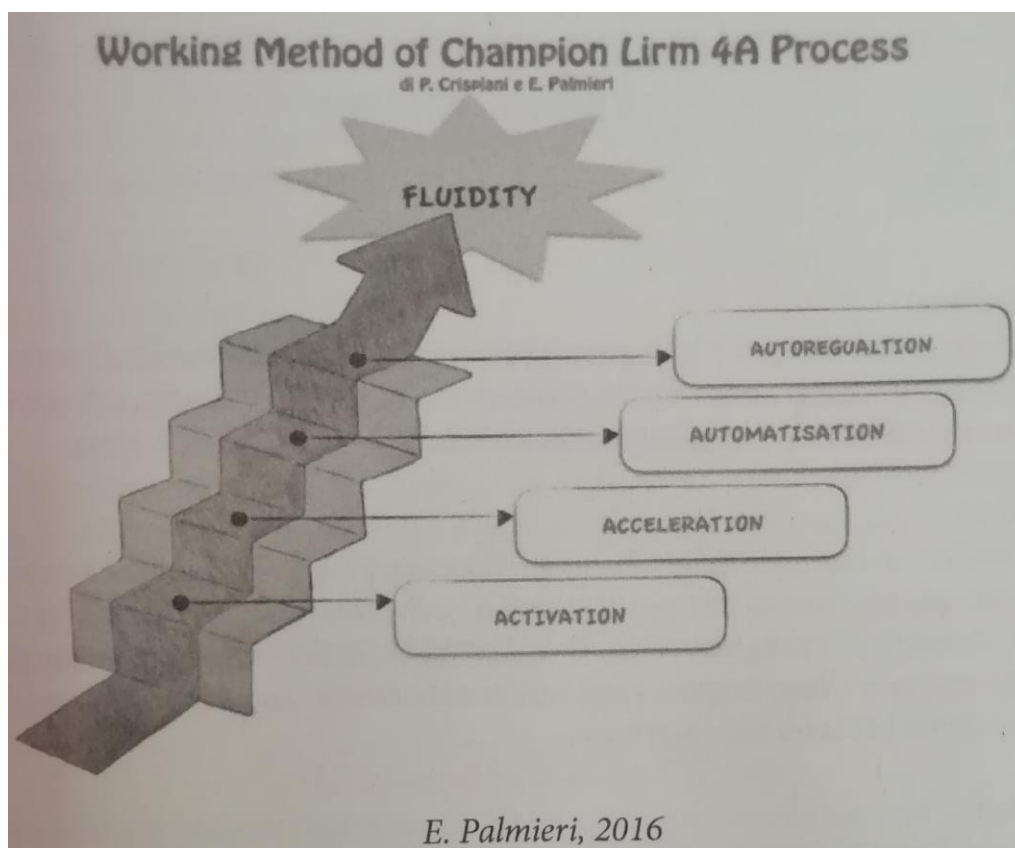 Working Method of Champion Lirm 4A Process
di P. Crispiani e E. Palmieri
FLUIDITY
AUTOREGUALTION
AUTOMATISATION
ACCELERATION
ACTIVATION
E. Palmieri, 2016